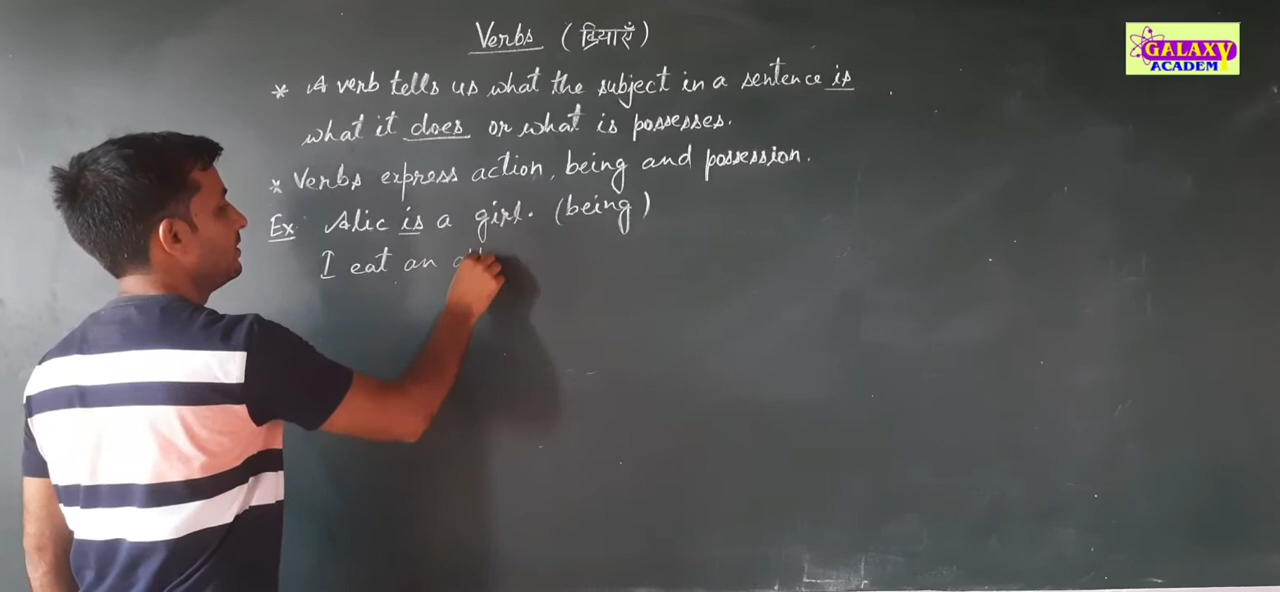 Verbs (क्रियाएँ)
* A verb tells us what the subject in a sentence is
what it does or what is possesses.
* Verbs express action, being and possession.
Ex: Alic is a girl. (being)
I eat an
GALAXY
ACADEMY